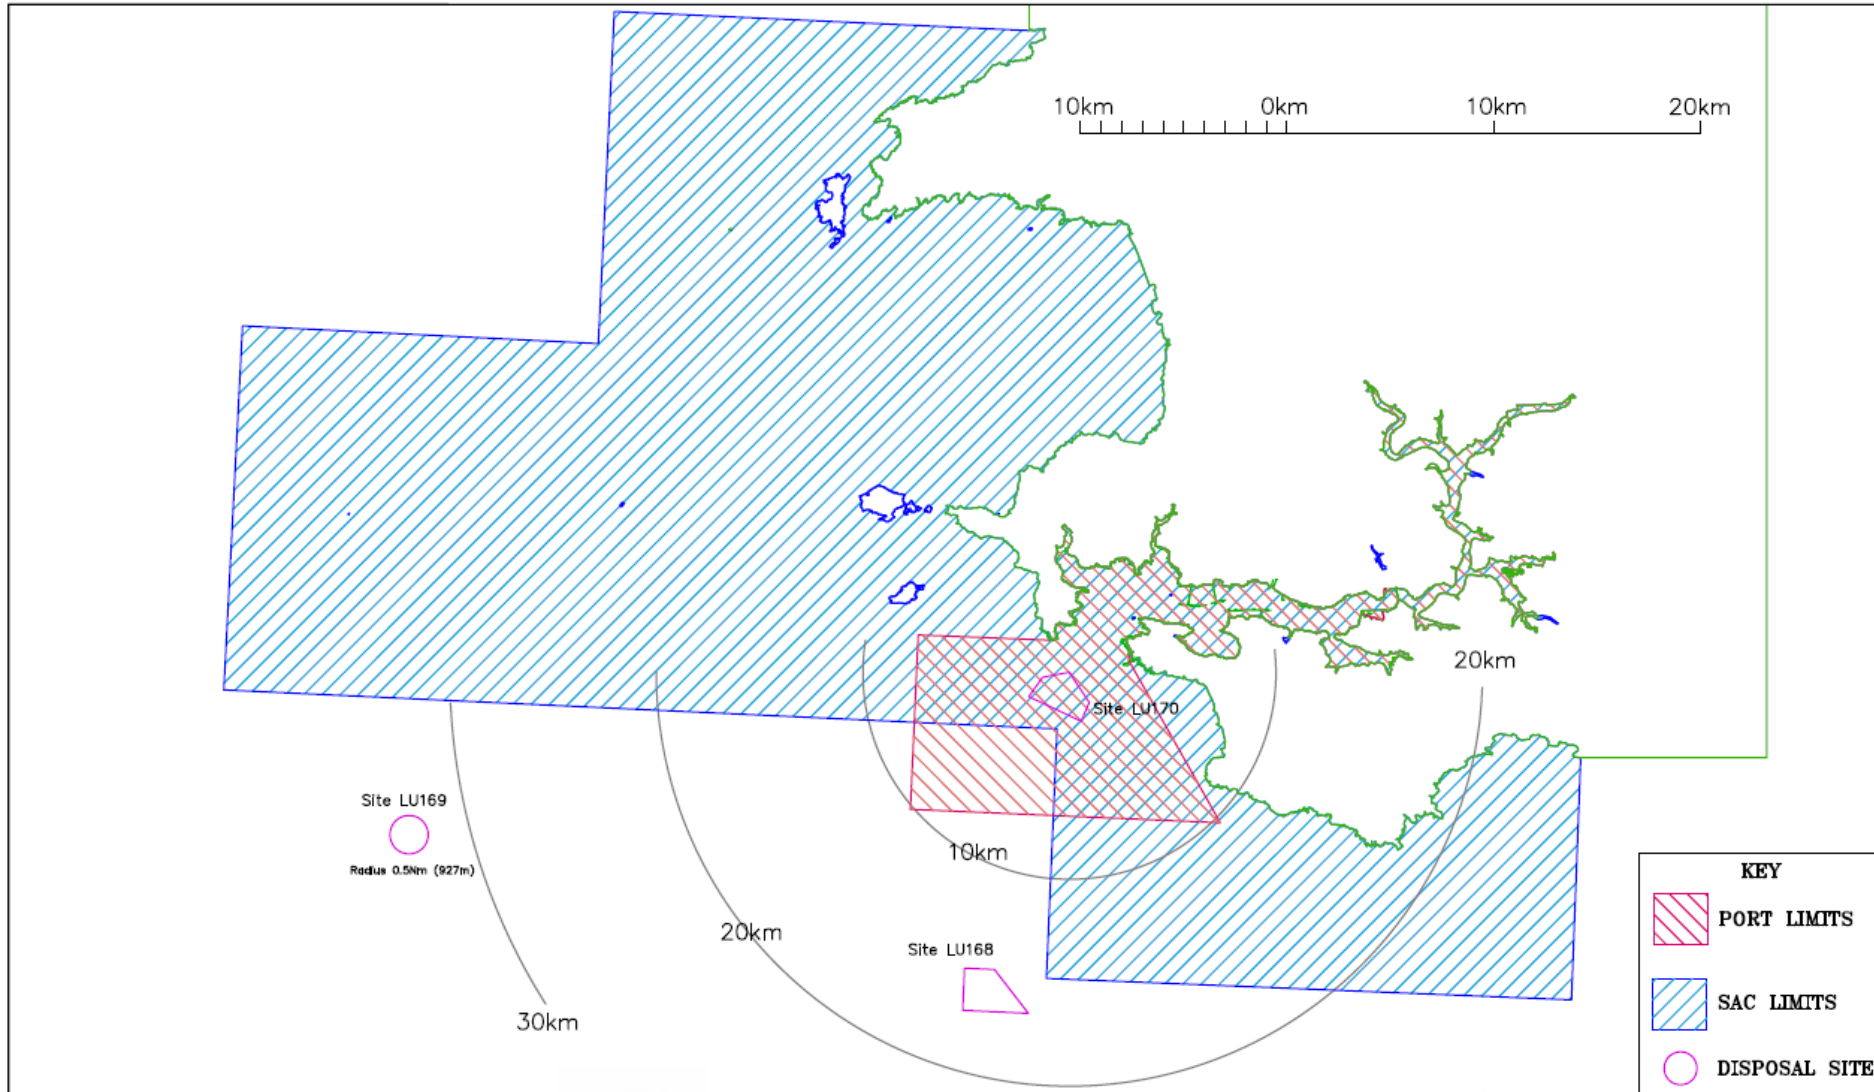 10km 0km 10km 20km
20km
Site LU170
Site LU169
Radius 0.5Nm (927m)
10km
20km
Site LU168
30km
KEY
PORT LIMITS
SAC LIMITS
DISPOSAL SITE